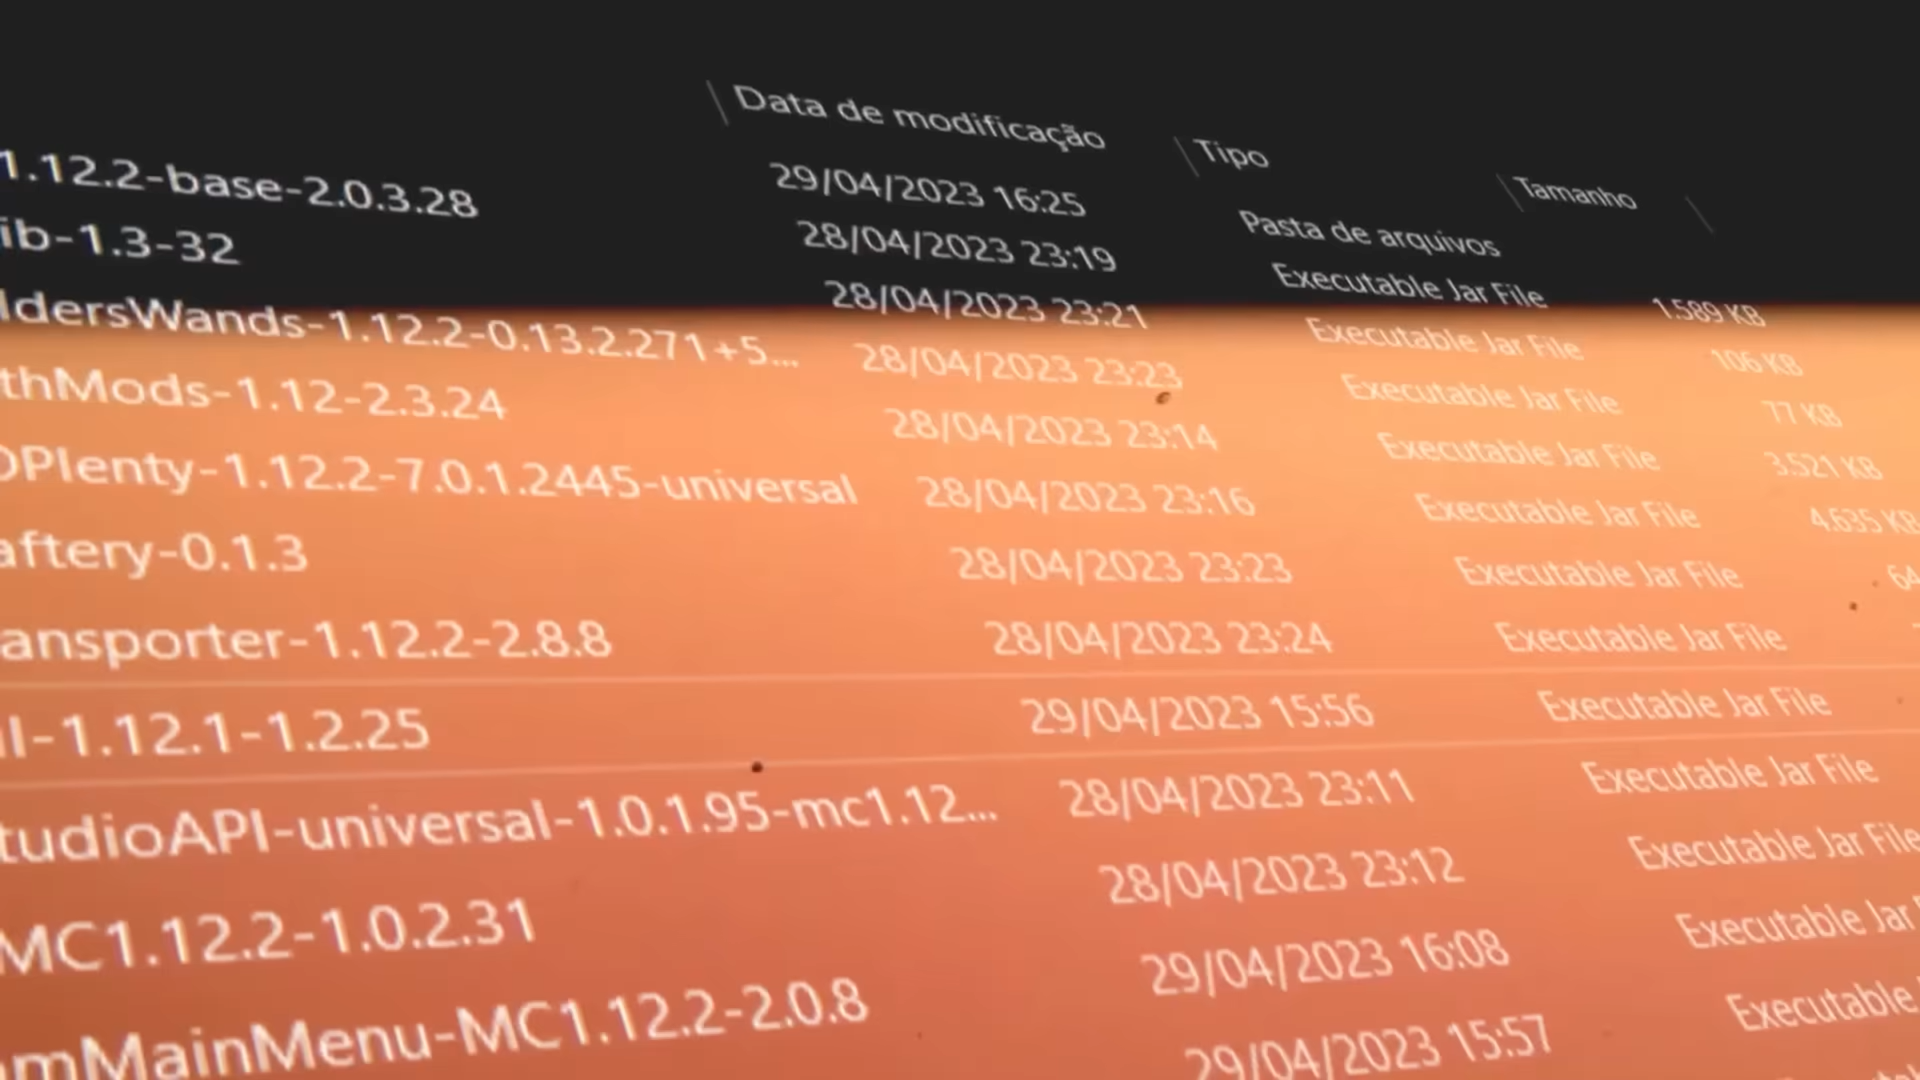 Data de modificação Tipo Tamanho
29/04/2023 16:25 Pasta de arquivos
1.12.2-base-2.0.3.28 28/04/2023 23:19 Executable Jar File 1.589 KB
ib-1.3-32 28/04/2023 23:21 Executable Jar File 106 KB
ldersWands-1.12.2-0.13.2.271+5... 28/04/2023 23:23 Executable Jar File 77 KB
thMods-1.12-2.3.24 28/04/2023 23:14 Executable Jar File 3.521 KB
OPlenty-1.12.2-7.0.1.2445-universal 28/04/2023 23:16 Executable Jar File 4.635 KB
aftery-0.1.3 28/04/2023 23:23 Executable Jar File 64
ansporter-1.12.2-2.8.8 28/04/2023 23:24 Executable Jar File
il-1.12.1-1.2.25 29/04/2023 15:56 Executable Jar File
tudioAPI-universal-1.0.1.95-mc1.12... 28/04/2023 23:11 Executable Jar File
MC1.12.2-1.0.2.31 28/04/2023 23:12 Executable Jar File
mMainMenu-MC1.12.2-2.0.8 29/04/2023 16:08 Executable Jar
29/04/2023 15:57 Executable